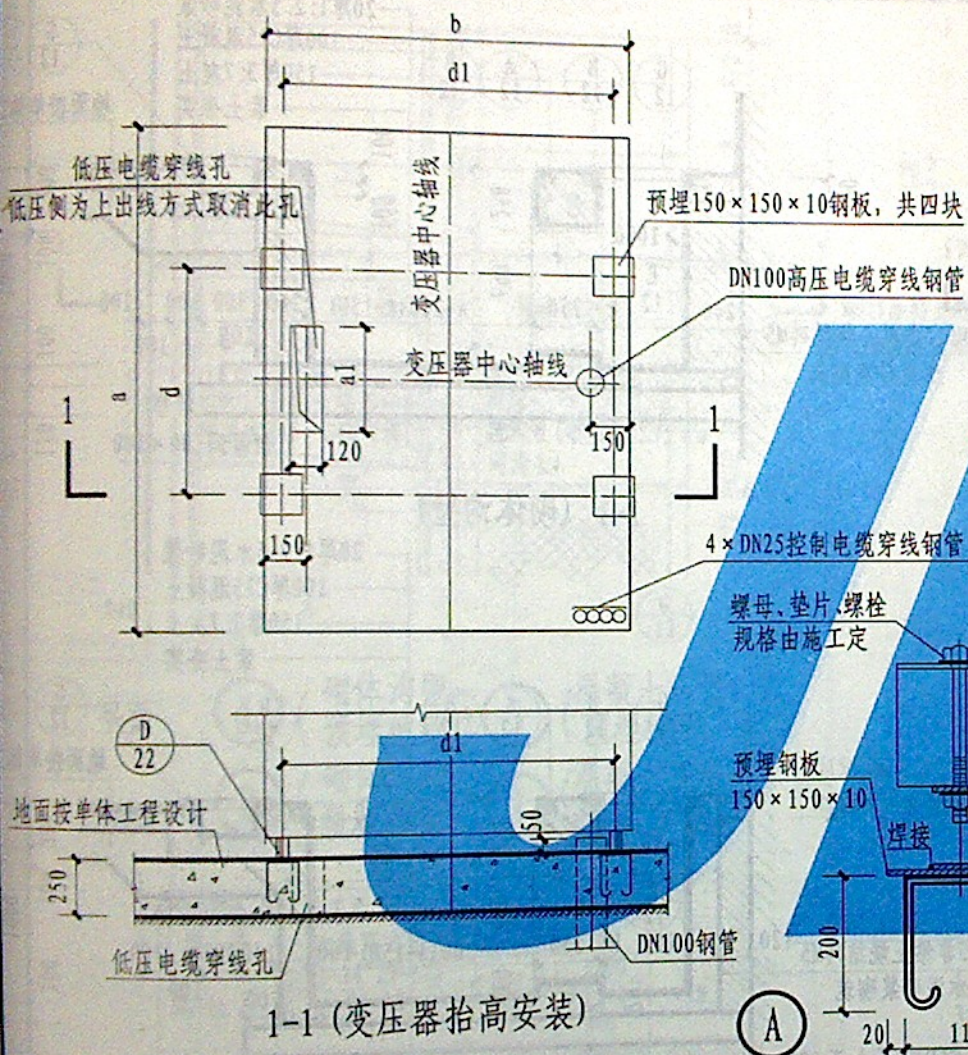 b
d1
低压电缆穿线孔
低压侧为上出线方式取消此孔
变压器中心轴线
预埋150×150×10钢板，共四块
DN100高压电缆穿线钢管
变压器中心轴线
a
d
a1
1
1
120
150
150
4×DN25控制电缆穿线钢管
螺母、垫片、螺栓
规格由施工定
D
22
d1
预埋钢板
150×150×10
地面按单体工程设计
50
焊接
250
200
低压电缆穿线孔
DN100钢管
1-1 (变压器抬高安装)
A
20